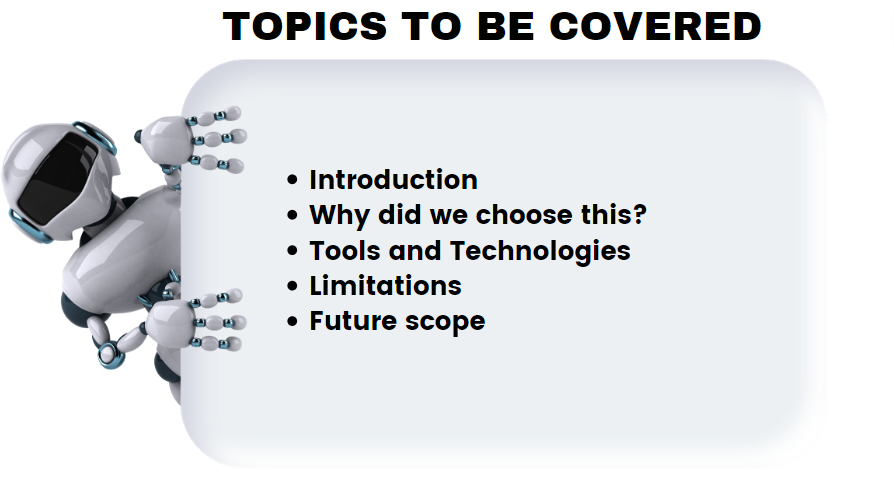 TOPICS TO BE COVERED
• Introduction
• Why did we choose this?
• Tools and Technologies
• Limitations
• Future scope